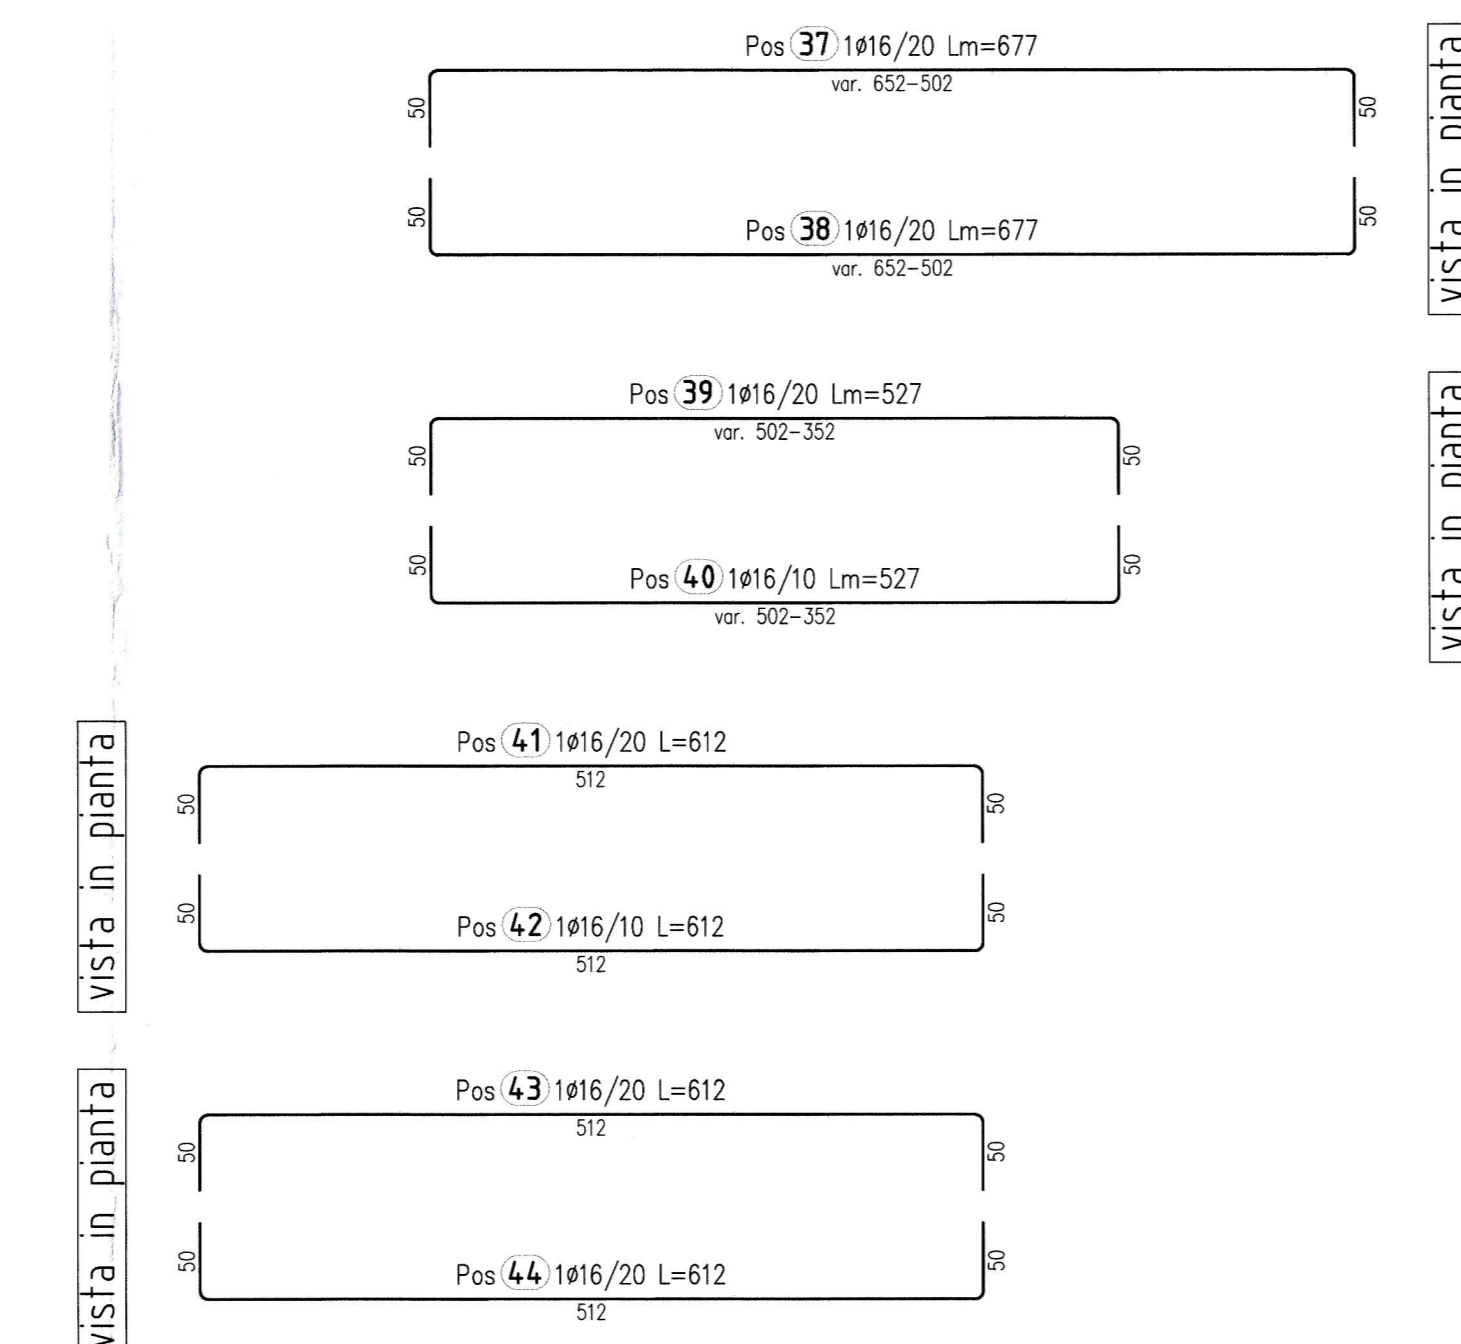 Pos 37 1ø16/20 Lm=677
var. 652-502
50
50
50
50
Pos 38 1ø16/20 Lm=677
var. 652-502
vista in pianta
Pos 39 1ø16/20 Lm=527
var. 502-352
50
50
50
50
Pos 40 1ø16/10 Lm=527
var. 502-352
vista in pianta
vista in pianta
Pos 41 1ø16/20 L=612
512
50
50
50
50
Pos 42 1ø16/10 L=612
512
vista in pianta
Pos 43 1ø16/20 L=612
512
50
50
50
50
Pos 44 1ø16/20 L=612
512